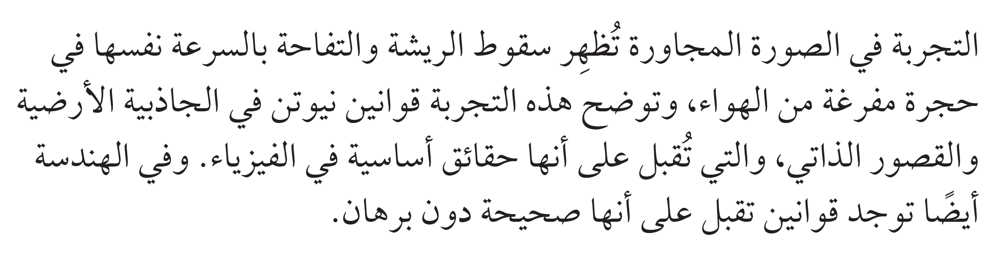 التجربة في الصورة المجاورة تُظهِر سقوط الريشة والتفاحة بالسرعة نفسها في
حجرة مفرغة من الهواء، وتوضح هذه التجربة قوانين نيوتن في الجاذبية الأرضية
والقصور الذاتي، والتي تُقبل على أنها حقائق أساسية في الفيزياء. وفي الهندسة
أيضًا توجد قوانين تقبل على أنها صحيحة دون برهان.